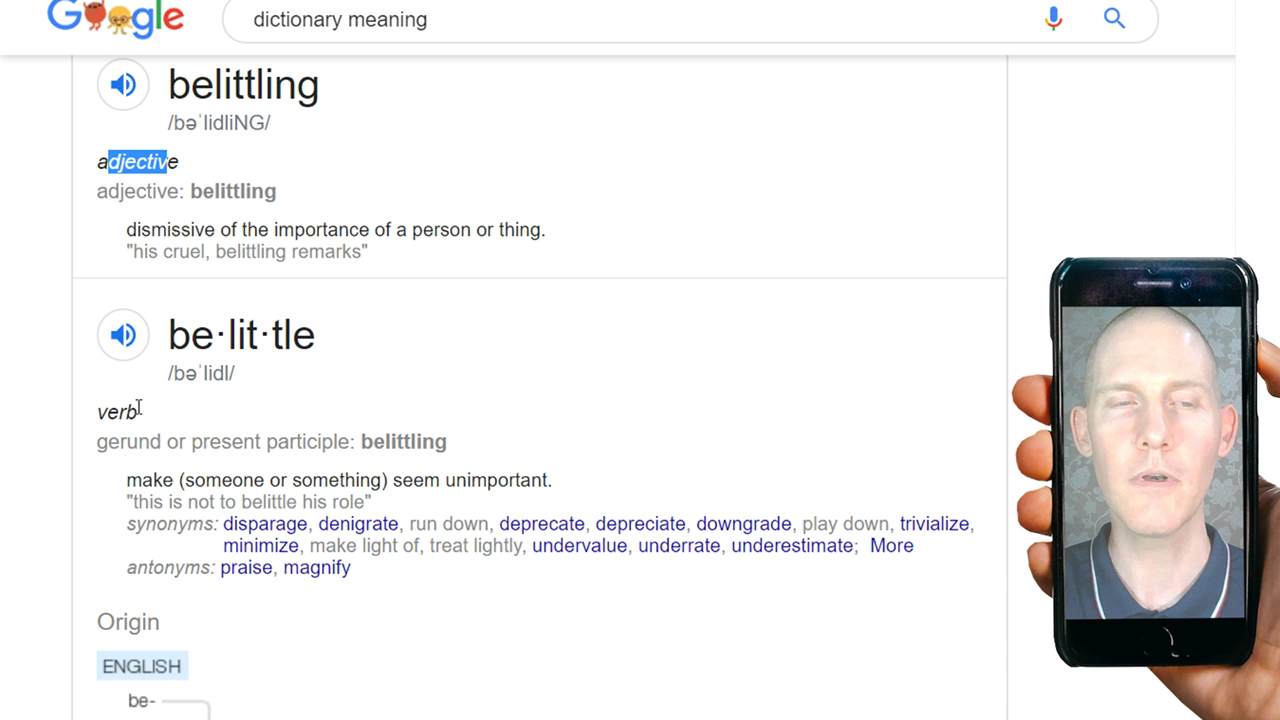 Google
dictionary meaning
belittling
/bəˈlidliNG/
adjective
adjective: belittling
dismissive of the importance of a person or thing.
"his cruel, belittling remarks"
be·lit·tle
/bəˈlidl/
verb
gerund or present participle: belittling
make (someone or something) seem unimportant.
"this is not to belittle his role"
synonyms: disparage, denigrate, run down, deprecate, depreciate, downgrade, play down, trivialize,
minimize, make light of, treat lightly, undervalue, underrate, underestimate; More
antonyms: praise, magnify
Origin
ENGLISH
be-